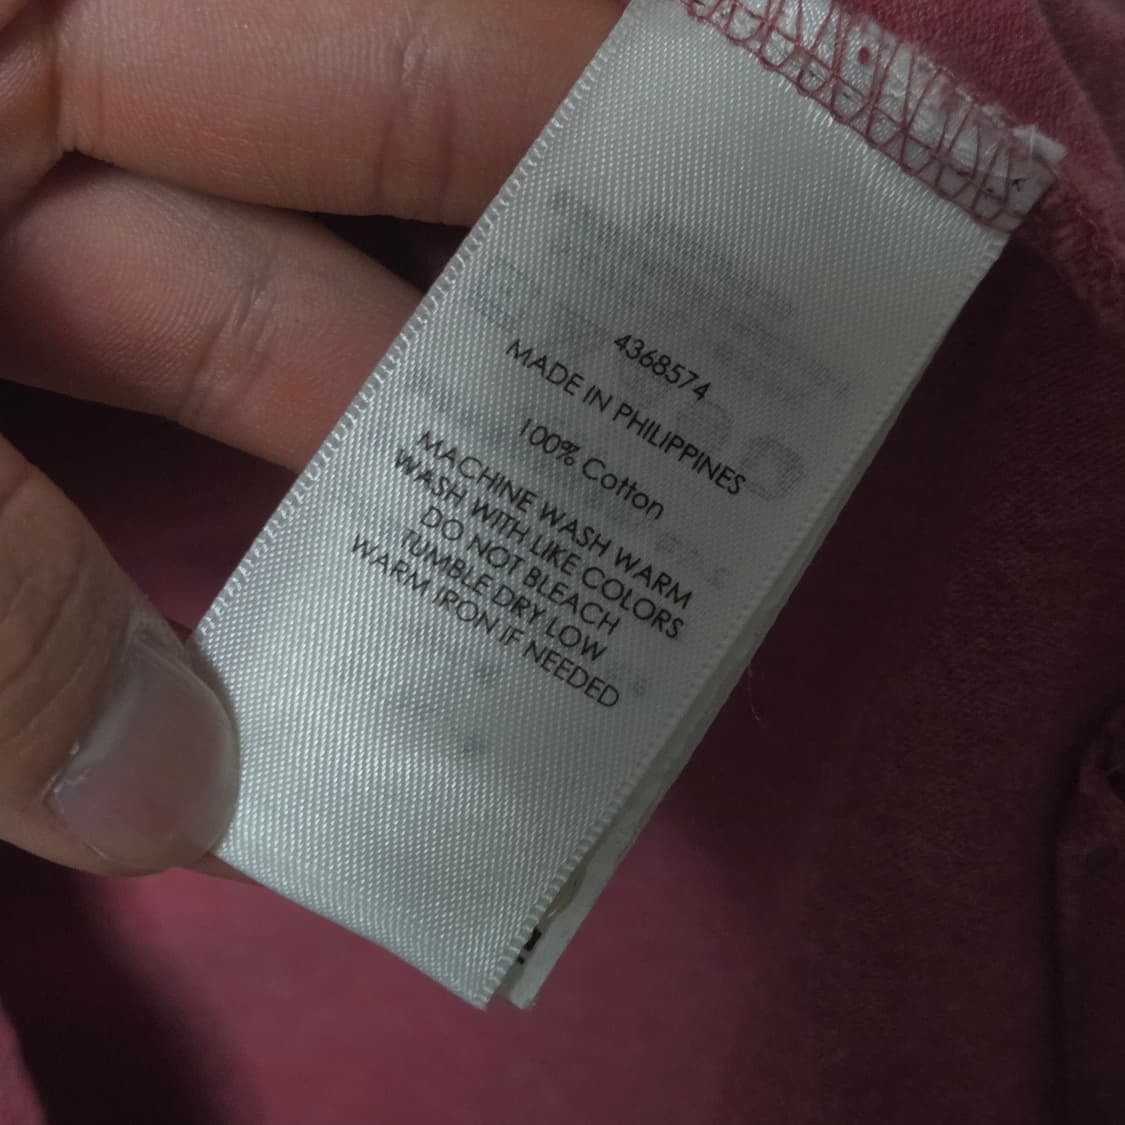 4368574
MADE IN PHILIPPINES
100% Cotton
MACHINE WASH WARM
WASH WITH LIKE COLORS
DO NOT BLEACH
TUMBLE DRY LOW
WARM IRON IF NEEDED